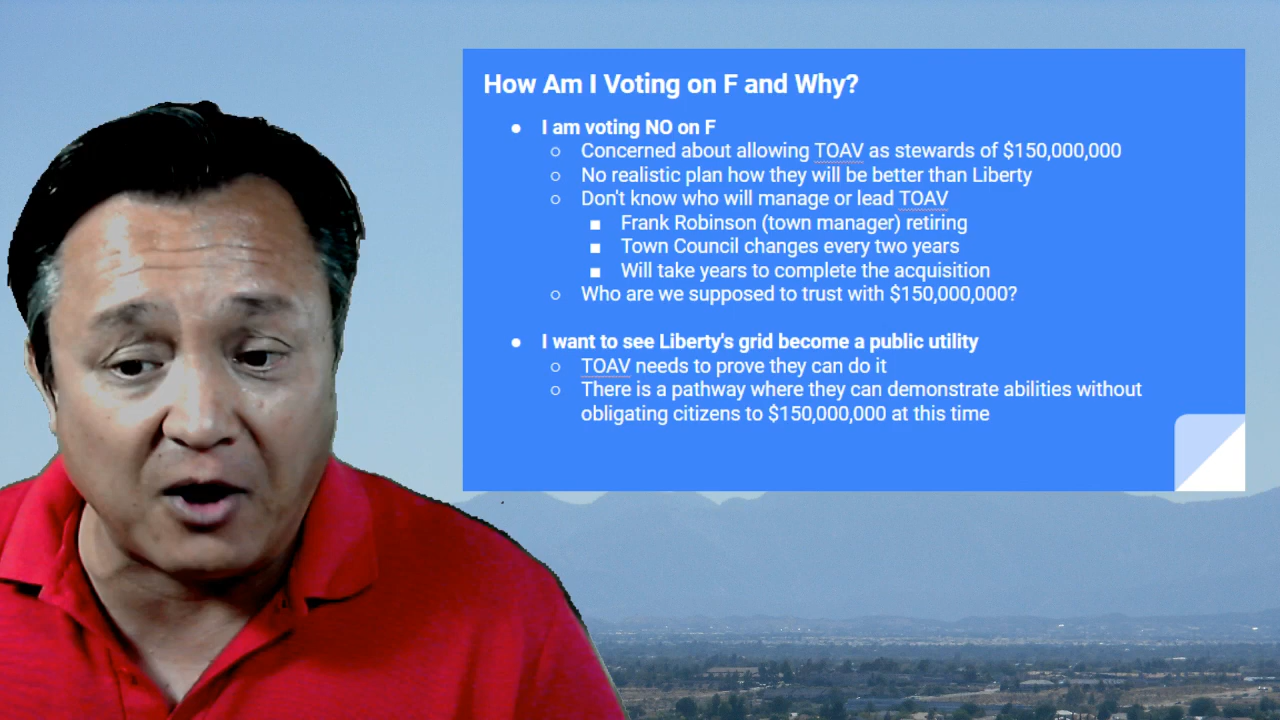 How Am I Voting on F and Why?
● I am voting NO on F
○ Concerned about allowing TOAV as stewards of $150,000,000
○ No realistic plan how they will be better than Liberty
○ Don't know who will manage or lead TOAV
■ Frank Robinson (town manager) retiring
■ Town Council changes every two years
■ Will take years to complete the acquisition
○ Who are we supposed to trust with $150,000,000?
● I want to see Liberty's grid become a public utility
○ TOAV needs to prove they can do it
○ There is a pathway where they can demonstrate abilities without
obligating citizens to $150,000,000 at this time